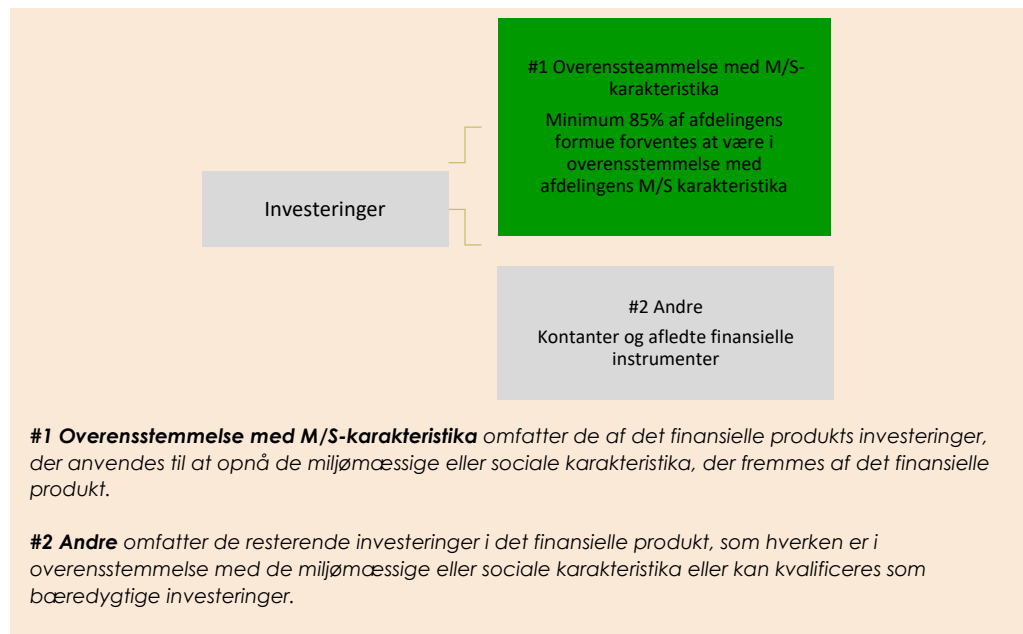 #1 Overenssteammelse med M/S-
karakteristika
Minimum 85% af afdelingens
formue forventes at være i
overensstemmelse med
afdelingens M/S karakteristika
Investeringer
#2 Andre
Kontanter og afledte finansielle
instrumenter
#1 Overensstemmelse med M/S-karakteristika omfatter de af det finansielle produkts investeringer,
der anvendes til at opnå de miljømæssige eller sociale karakteristika, der fremmes af det finansielle
produkt.
#2 Andre omfatter de resterende investeringer i det finansielle produkt, som hverken er i
overensstemmelse med de miljømæssige eller sociale karakteristika eller kan kvalificeres som
bæredygtige investeringer.